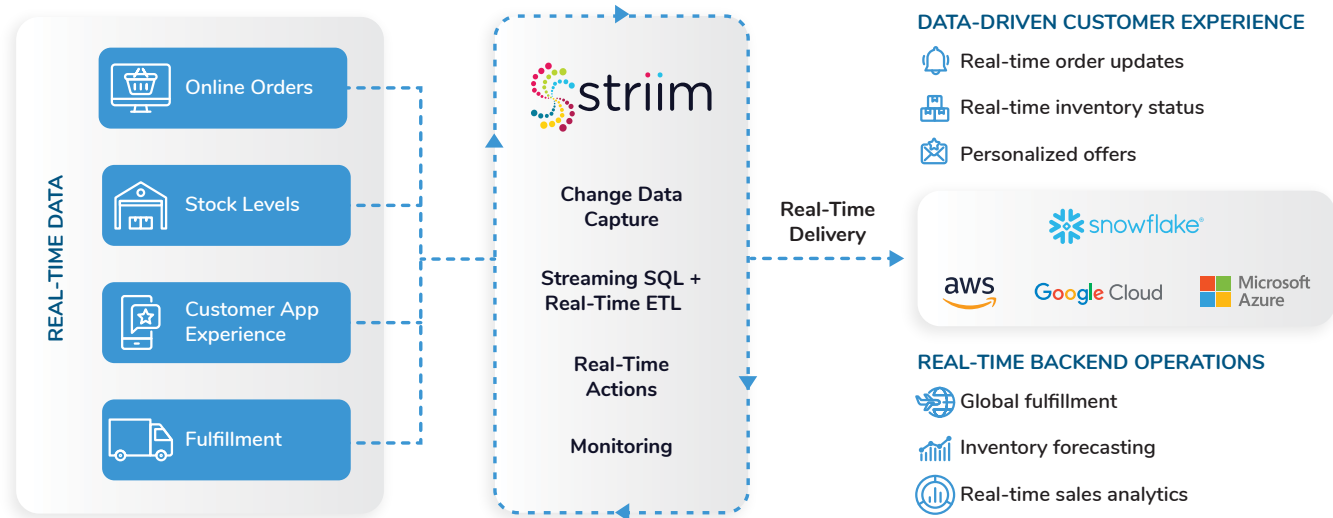 REAL-TIME DATA
Online Orders
Stock Levels
Customer App
Experience
Fulfillment
striim
Change Data
Capture
Streaming SQL +
Real-Time ETL
Real-Time
Actions
Monitoring
Real-Time
Delivery
DATA-DRIVEN CUSTOMER EXPERIENCE
Real-time order updates
Real-time inventory status
Personalized offers
snowflake®
aws
Google Cloud
Microsoft
Azure
REAL-TIME BACKEND OPERATIONS
Global fulfillment
Inventory forecasting
Real-time sales analytics